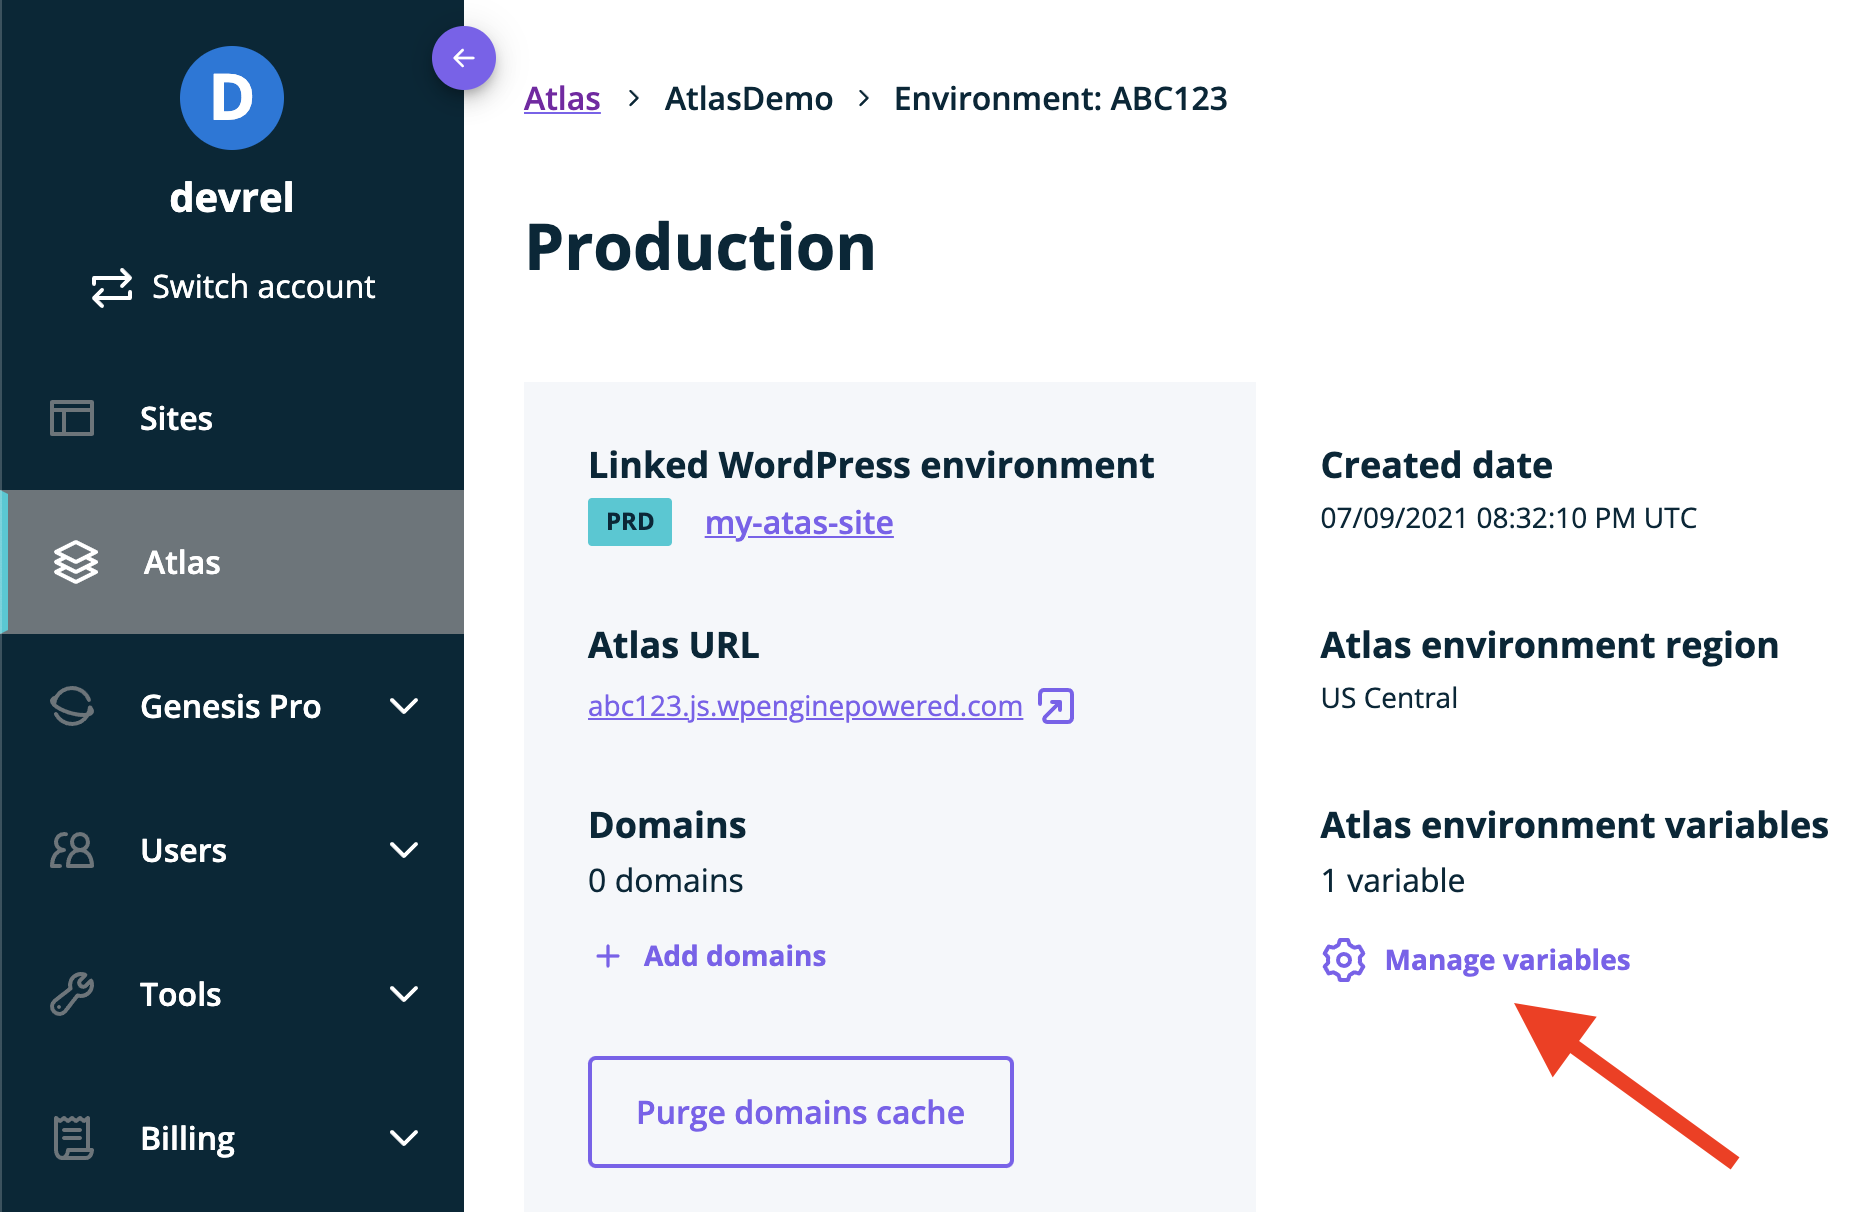 D
devrel
Switch account
Sites
Atlas
Genesis Pro
Users
Tools
Billing
Atlas > AtlasDemo > Environment: ABC123
Production
Linked WordPress environment
PRD my-atas-site
Atlas URL
abc123.js.wpenginepowered.com
Domains
0 domains
+ Add domains
Purge domains cache
Created date
07/09/2021 08:32:10 PM UTC
Atlas environment region
US Central
Atlas environment variables
1 variable
Manage variables